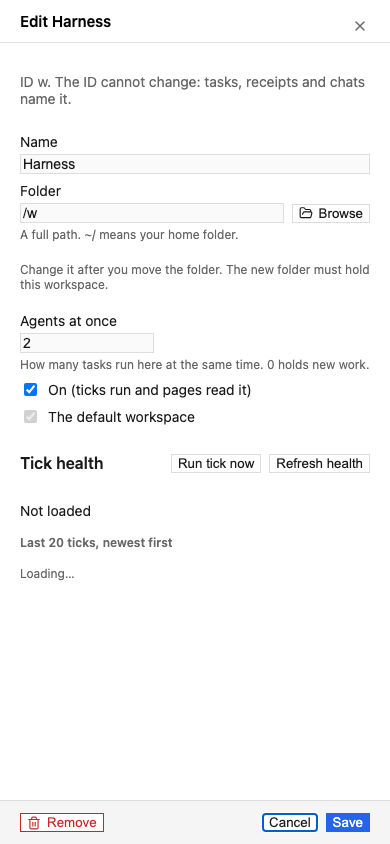 Edit Harness
ID w. The ID cannot change: tasks, receipts and chats
name it.
Name
Harness
Folder
/w
Browse
A full path. ~/ means your home folder.
Change it after you move the folder. The new folder must hold
this workspace.
Agents at once
2
How many tasks run here at the same time. 0 holds new work.
On (ticks run and pages read it)
The default workspace
Tick health
Run tick now
Refresh health
Not loaded
Last 20 ticks, newest first
Loading…
Remove
Cancel
Save